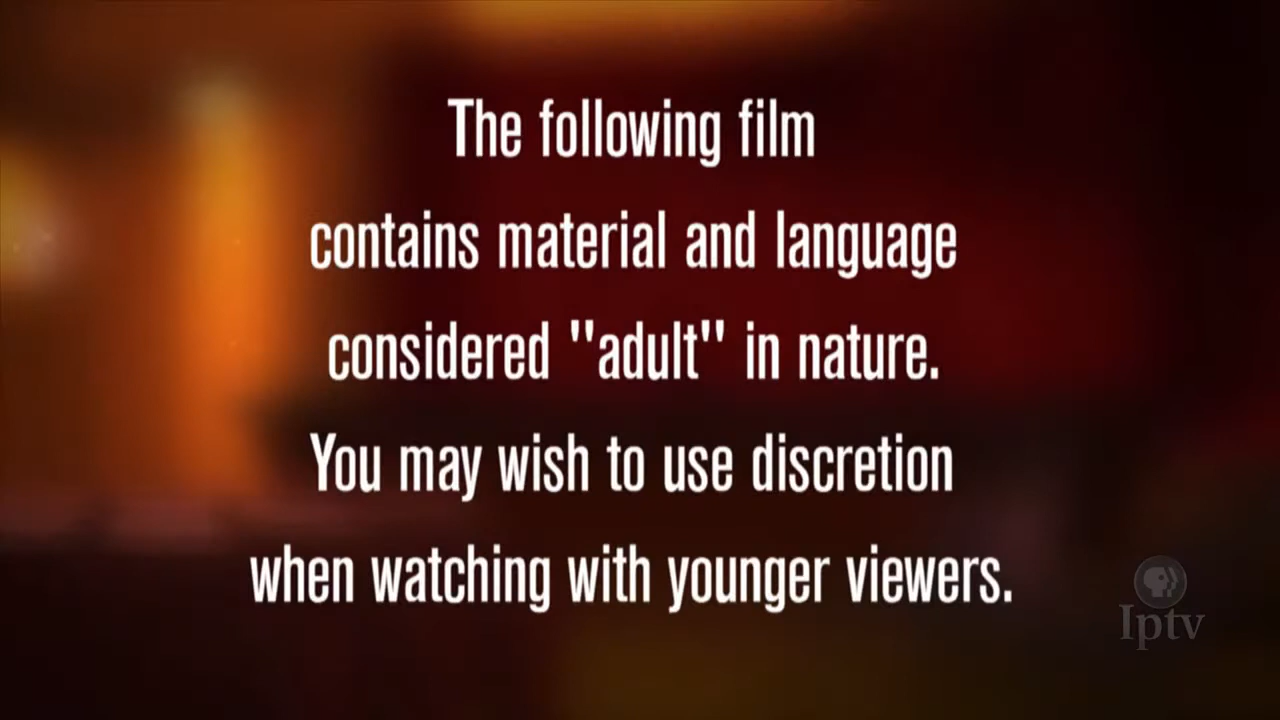 The following film
contains material and language
considered "adult" in nature.
You may wish to use discretion
when watching with younger viewers.
Iptv